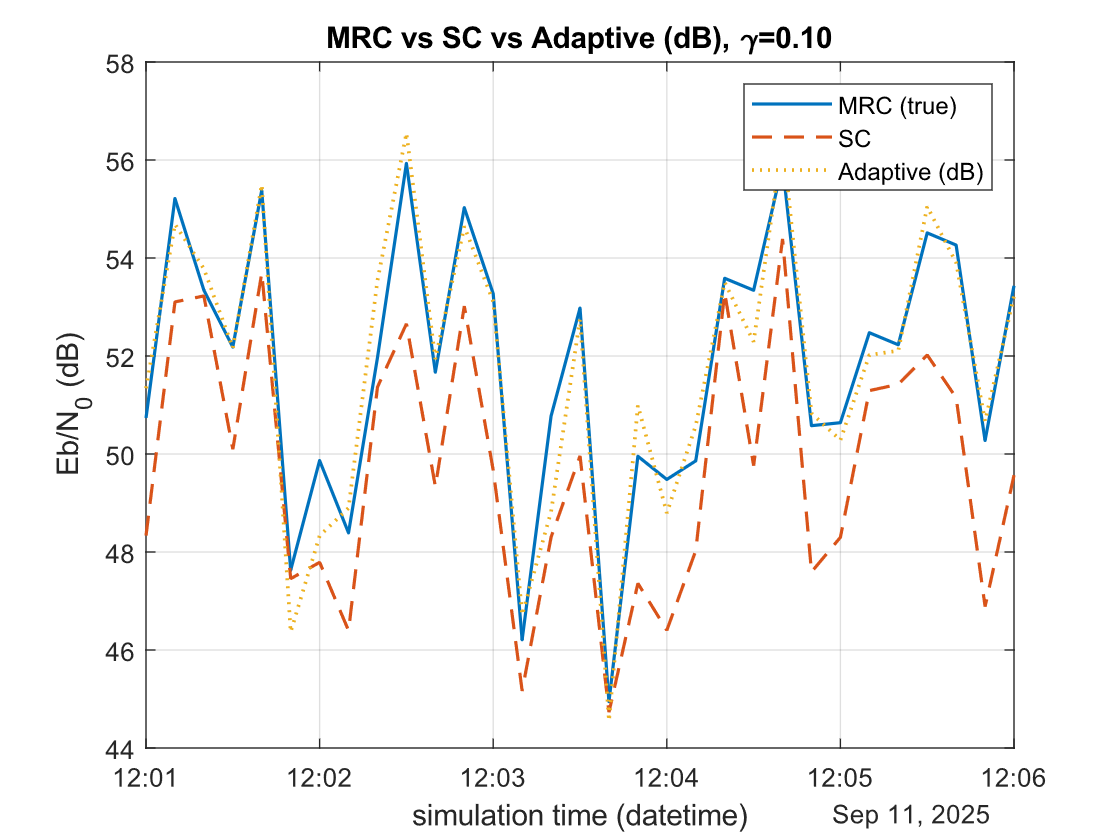 MRC vs SC vs Adaptive (dB), γ=0.10
58
56
54
52
50
48
46
44
Eb/N0 (dB)
MRC (true)
SC
Adaptive (dB)
12:01 12:02 12:03 12:04 12:05 12:06
simulation time (datetime)
Sep 11, 2025